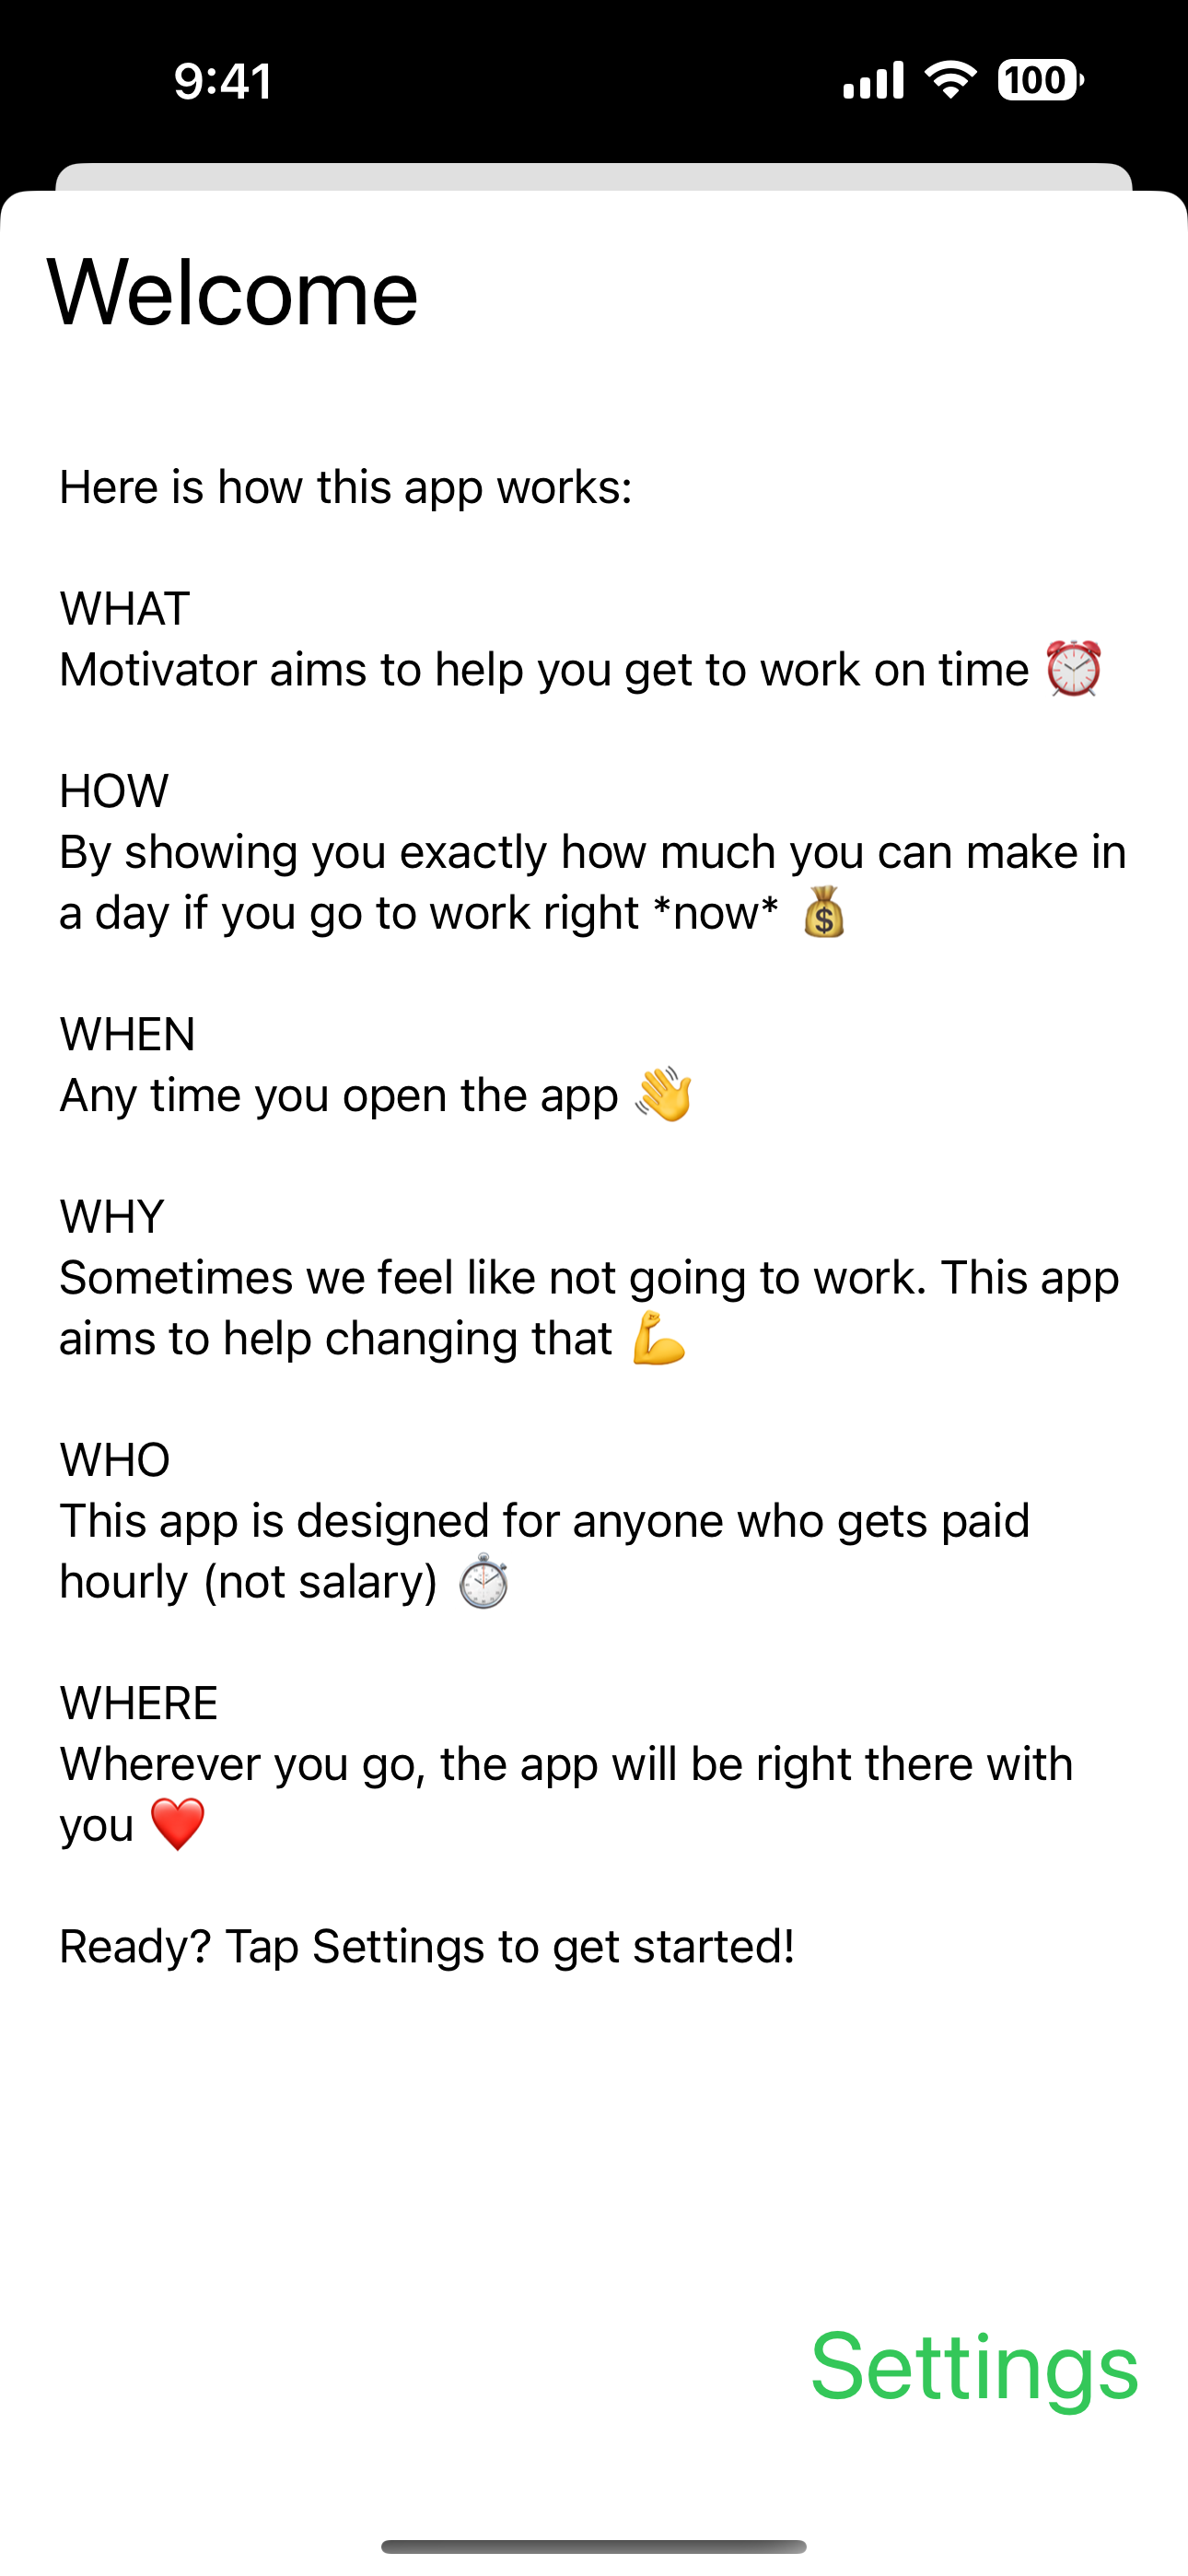 9:41
100
Welcome
Here is how this app works:
WHAT
Motivator aims to help you get to work on time ⏰
HOW
By showing you exactly how much you can make in
a day if you go to work right *now* 💰
WHEN
Any time you open the app 👋
WHY
Sometimes we feel like not going to work. This app
aims to help changing that 💪
WHO
This app is designed for anyone who gets paid
hourly (not salary) ⏱️
WHERE
Wherever you go, the app will be right there with
you ❤️
Ready? Tap Settings to get started!
Settings